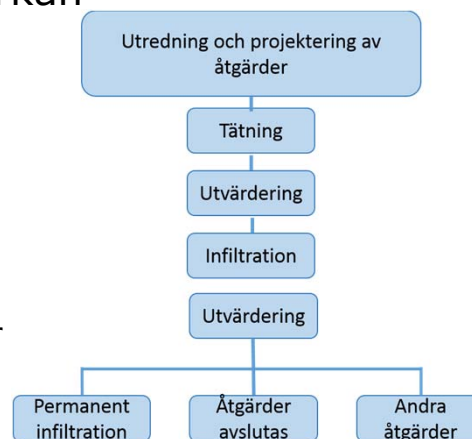 Utredning och projektering av
åtgärder
Tätning
Utvärdering
Infiltration
Utvärdering
Permanent
infiltration
Åtgärder
avslutas
Andra
åtgärder